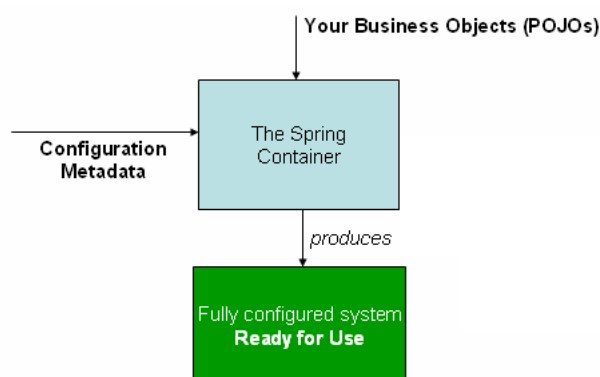 Your Business Objects (POJOs)
The Spring
Container
Configuration
Metadata
produces
Fully configured system
Ready for Use